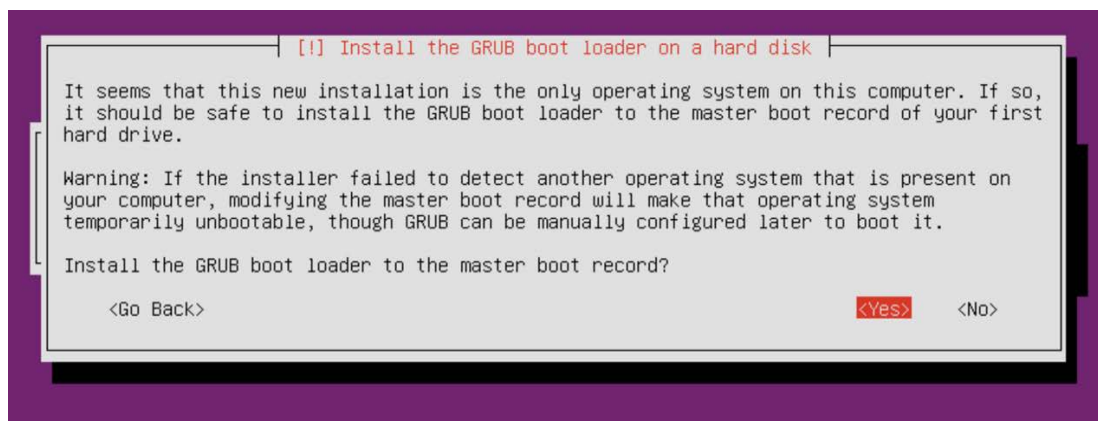 [!] Install the GRUB boot loader on a hard disk
It seems that this new installation is the only operating system on this computer. If so,
it should be safe to install the GRUB boot loader to the master boot record of your first
hard drive.
Warning: If the installer failed to detect another operating system that is present on
your computer, modifying the master boot record will make that operating system
temporarily unbootable, though GRUB can be manually configured later to boot it.
Install the GRUB boot loader to the master boot record?
<Go Back> <Yes> <No>